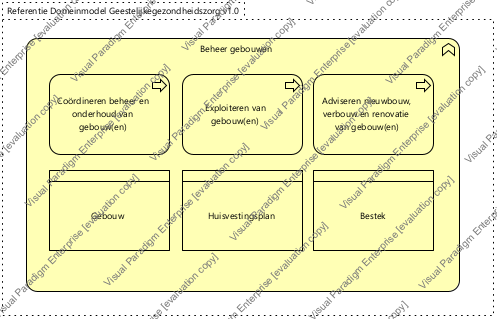 Referentie Domeinmodel Geestelijkegezondheidszorg v1.0
Beheer gebouwen
Coördineren beheer en
onderhoud van
gebouw(en)
Exploiteren van
gebouw(en)
Adviseren nieuwbouw,
verbouw en renovatie
van gebouw(en)
Gebouw
Huisvestingsplan
Bestek
Visual Paradigm Enterprise [evaluation copy]